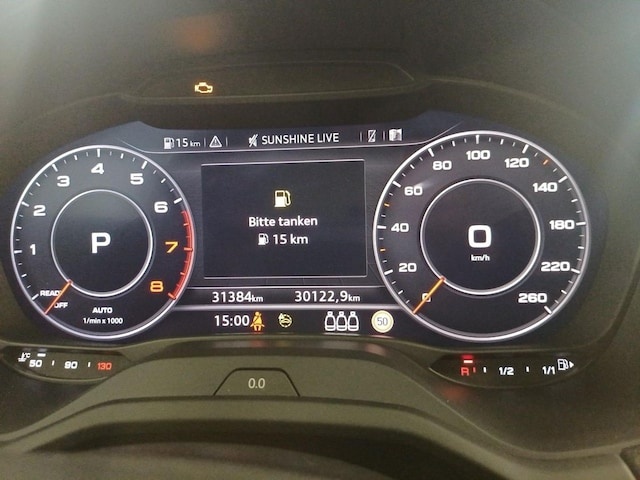 15 km SUNSHINE LIVE
1
2
3
4
5
6
7
8
READY
OFF
P
AUTO
1/min x 1000
Bitte tanken
15 km
20
40
60
80
100
120
140
180
220
260
0
km/h
31384km 30122,9km
15:00 50
°C
50 90 130
0.0
R 1/2 1/1